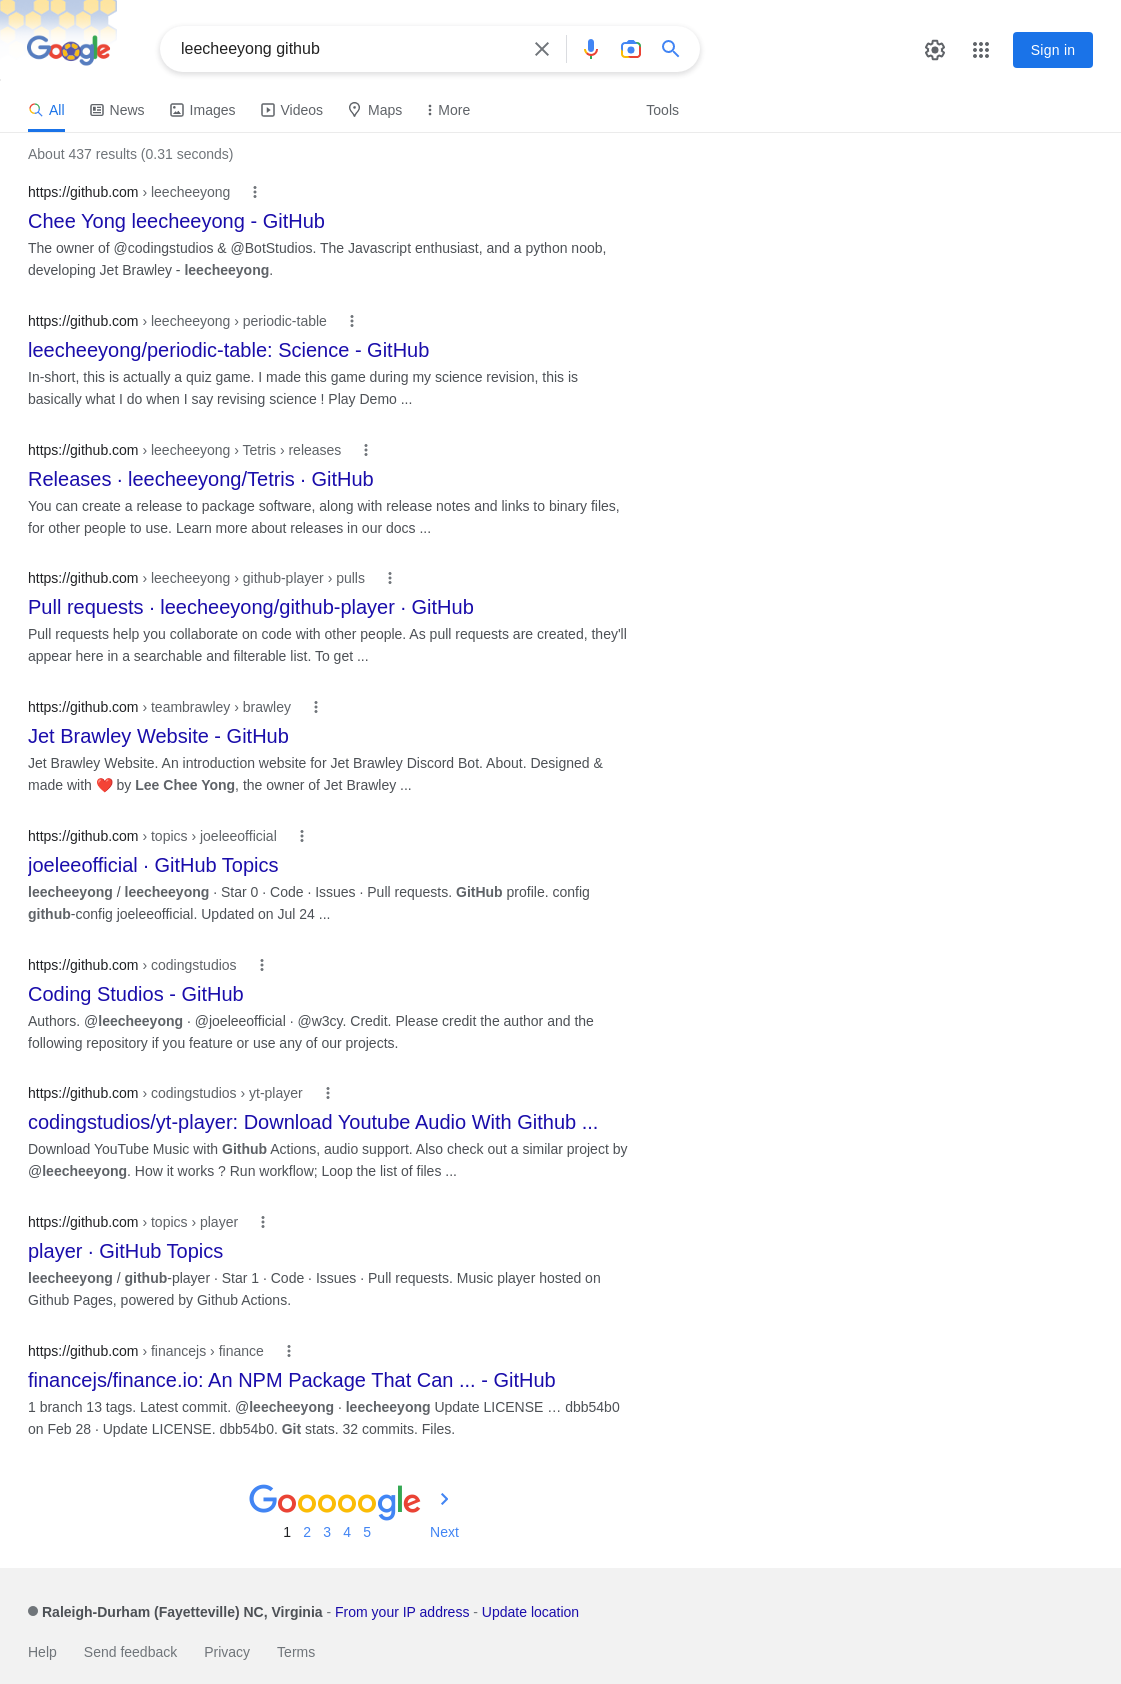 Google
leecheeyong github
Sign in
All News Images Videos Maps More Tools
About 437 results (0.31 seconds)
https://github.com › leecheeyong
Chee Yong leecheeyong - GitHub
The owner of @codingstudios & @BotStudios. The Javascript enthusiast, and a python noob,
developing Jet Brawley - leecheeyong.
https://github.com › leecheeyong › periodic-table
leecheeyong/periodic-table: Science - GitHub
In-short, this is actually a quiz game. I made this game during my science revision, this is
basically what I do when I say revising science ! Play Demo ...
https://github.com › leecheeyong › Tetris › releases
Releases · leecheeyong/Tetris · GitHub
You can create a release to package software, along with release notes and links to binary files,
for other people to use. Learn more about releases in our docs ...
https://github.com › leecheeyong › github-player › pulls
Pull requests · leecheeyong/github-player · GitHub
Pull requests help you collaborate on code with other people. As pull requests are created, they'll
appear here in a searchable and filterable list. To get ...
https://github.com › teambrawley › brawley
Jet Brawley Website - GitHub
Jet Brawley Website. An introduction website for Jet Brawley Discord Bot. About. Designed &
made with ❤️ by Lee Chee Yong, the owner of Jet Brawley ...
https://github.com › topics › joeleeofficial
joeleeofficial · GitHub Topics
leecheeyong / leecheeyong · Star 0 · Code · Issues · Pull requests. GitHub profile. config
github-config joeleeofficial. Updated on Jul 24 ...
https://github.com › codingstudios
Coding Studios - GitHub
Authors. @leecheeyong · @joeleeofficial · @w3cy. Credit. Please credit the author and the
following repository if you feature or use any of our projects.
https://github.com › codingstudios › yt-player
codingstudios/yt-player: Download Youtube Audio With Github ...
Download YouTube Music with Github Actions, audio support. Also check out a similar project by
@leecheeyong. How it works ? Run workflow; Loop the list of files ...
https://github.com › topics › player
player · GitHub Topics
leecheeyong / github-player · Star 1 · Code · Issues · Pull requests. Music player hosted on
Github Pages, powered by Github Actions.
https://github.com › financejs › finance
financejs/finance.io: An NPM Package That Can ... - GitHub
1 branch 13 tags. Latest commit. @leecheeyong · leecheeyong Update LICENSE … dbb54b0
on Feb 28 · Update LICENSE. dbb54b0. Git stats. 32 commits. Files.
Gooooogle
1 2 3 4 5 Next
Raleigh-Durham (Fayetteville) NC, Virginia - From your IP address - Update location
Help Send feedback Privacy Terms